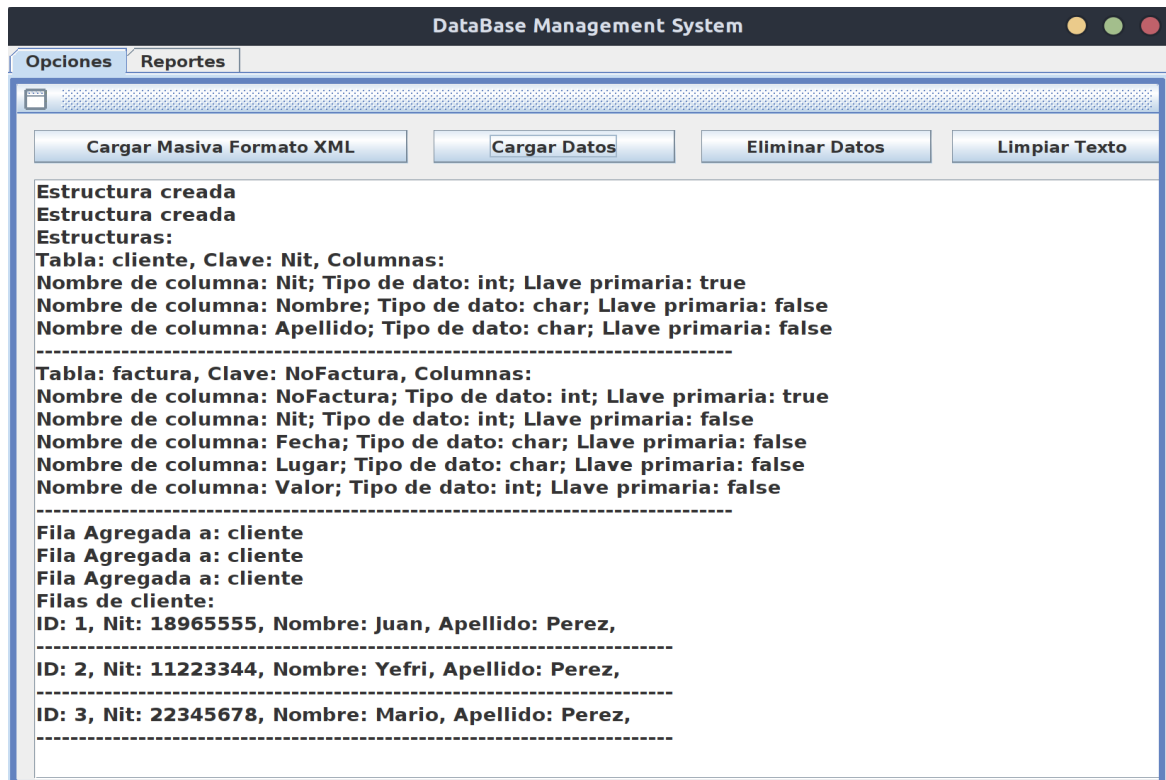 DataBase Management System
Opciones Reportes
Cargar Masiva Formato XML Cargar Datos Eliminar Datos Limpiar Texto
Estructura creada
Estructura creada
Estructuras:
Tabla: cliente, Clave: Nit, Columnas:
Nombre de columna: Nit; Tipo de dato: int; Llave primaria: true
Nombre de columna: Nombre; Tipo de dato: char; Llave primaria: false
Nombre de columna: Apellido; Tipo de dato: char; Llave primaria: false
-----------------------------------------------------------------------------------
Tabla: factura, Clave: NoFactura, Columnas:
Nombre de columna: NoFactura; Tipo de dato: int; Llave primaria: true
Nombre de columna: Nit; Tipo de dato: int; Llave primaria: false
Nombre de columna: Fecha; Tipo de dato: char; Llave primaria: false
Nombre de columna: Lugar; Tipo de dato: char; Llave primaria: false
Nombre de columna: Valor; Tipo de dato: int; Llave primaria: false
-----------------------------------------------------------------------------------
Fila Agregada a: cliente
Fila Agregada a: cliente
Fila Agregada a: cliente
Filas de cliente:
ID: 1, Nit: 18965555, Nombre: Juan, Apellido: Perez,
----------------------------------------------------------------------------
ID: 2, Nit: 11223344, Nombre: Yefri, Apellido: Perez,
----------------------------------------------------------------------------
ID: 3, Nit: 22345678, Nombre: Mario, Apellido: Perez,
----------------------------------------------------------------------------